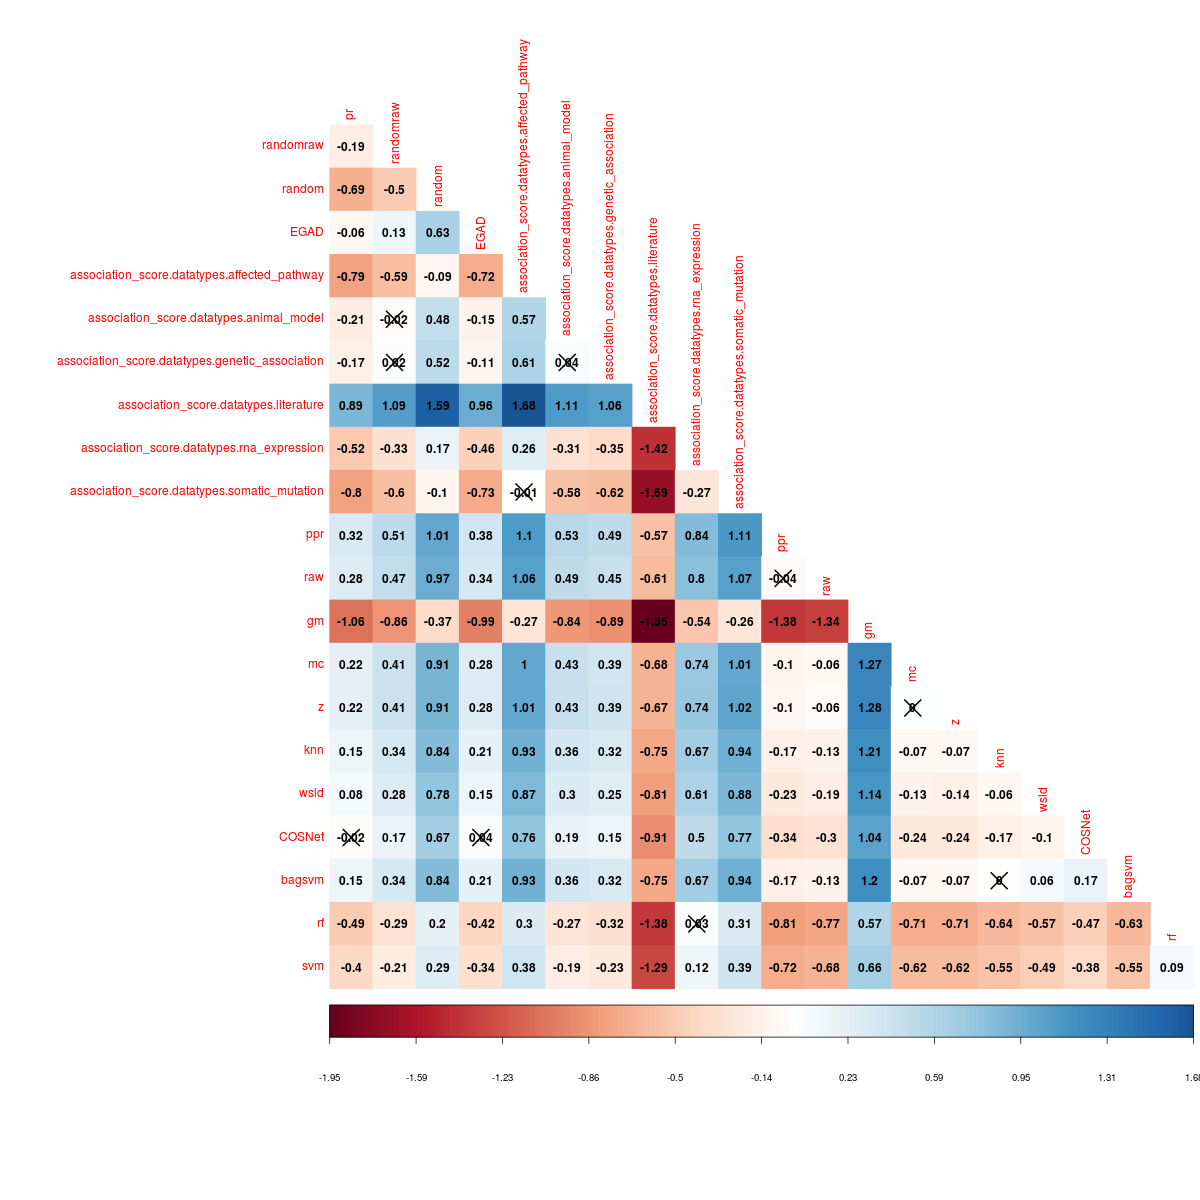 pr
randomraw
random
EGAD
association_score.datatypes.affected_pathway
association_score.datatypes.animal_model
association_score.datatypes.genetic_association
association_score.datatypes.literature
association_score.datatypes.rna_expression
association_score.datatypes.somatic_mutation
ppr
raw
gm
mc
z
knn
wsld
COSNet
bagsvm
rf
randomraw -0.19
random -0.69 -0.5
EGAD -0.06 0.13 0.63
association_score.datatypes.affected_pathway -0.79 -0.59 -0.09 -0.72
association_score.datatypes.animal_model -0.21 -0.02 0.48 -0.15 0.57
association_score.datatypes.genetic_association -0.17 0.02 0.52 -0.11 0.61 0.04
association_score.datatypes.literature 0.89 1.09 1.59 0.96 1.68 1.11 1.06
association_score.datatypes.rna_expression -0.52 -0.33 0.17 -0.46 0.26 -0.31 -0.35 -1.42
association_score.datatypes.somatic_mutation -0.8 -0.6 -0.1 -0.73 -0.01 -0.58 -0.62 -1.69 -0.27
ppr 0.32 0.51 1.01 0.38 1.1 0.53 0.49 -0.57 0.84 1.11
raw 0.28 0.47 0.97 0.34 1.06 0.49 0.45 -0.61 0.8 1.07 -0.04
gm -1.06 -0.86 -0.37 -0.99 -0.27 -0.84 -0.89 -1.95 -0.54 -0.26 -1.38 -1.34
mc 0.22 0.41 0.91 0.28 1 0.43 0.39 -0.68 0.74 1.01 -0.1 -0.06 1.27
z 0.22 0.41 0.91 0.28 1.01 0.43 0.39 -0.67 0.74 1.02 -0.1 -0.06 1.28 0
knn 0.15 0.34 0.84 0.21 0.93 0.36 0.32 -0.75 0.67 0.94 -0.17 -0.13 1.21 -0.07 -0.07
wsld 0.08 0.28 0.78 0.15 0.87 0.3 0.25 -0.81 0.61 0.88 -0.23 -0.19 1.14 -0.13 -0.14 -0.06
COSNet -0.02 0.17 0.67 0.04 0.76 0.19 0.15 -0.91 0.5 0.77 -0.34 -0.3 1.04 -0.24 -0.24 -0.17 -0.1
bagsvm 0.15 0.34 0.84 0.21 0.93 0.36 0.32 -0.75 0.67 0.94 -0.17 -0.13 1.2 -0.07 -0.07 0 0.06 0.17
rf -0.49 -0.29 0.2 -0.42 0.3 -0.27 -0.32 -1.38 0.03 0.31 -0.81 -0.77 0.57 -0.71 -0.71 -0.64 -0.57 -0.47 -0.63
svm -0.4 -0.21 0.29 -0.34 0.38 -0.19 -0.23 -1.29 0.12 0.39 -0.72 -0.68 0.66 -0.62 -0.62 -0.55 -0.49 -0.38 -0.55 0.09
-1.95 -1.59 -1.23 -0.86 -0.5 -0.14 0.23 0.59 0.95 1.31 1.68